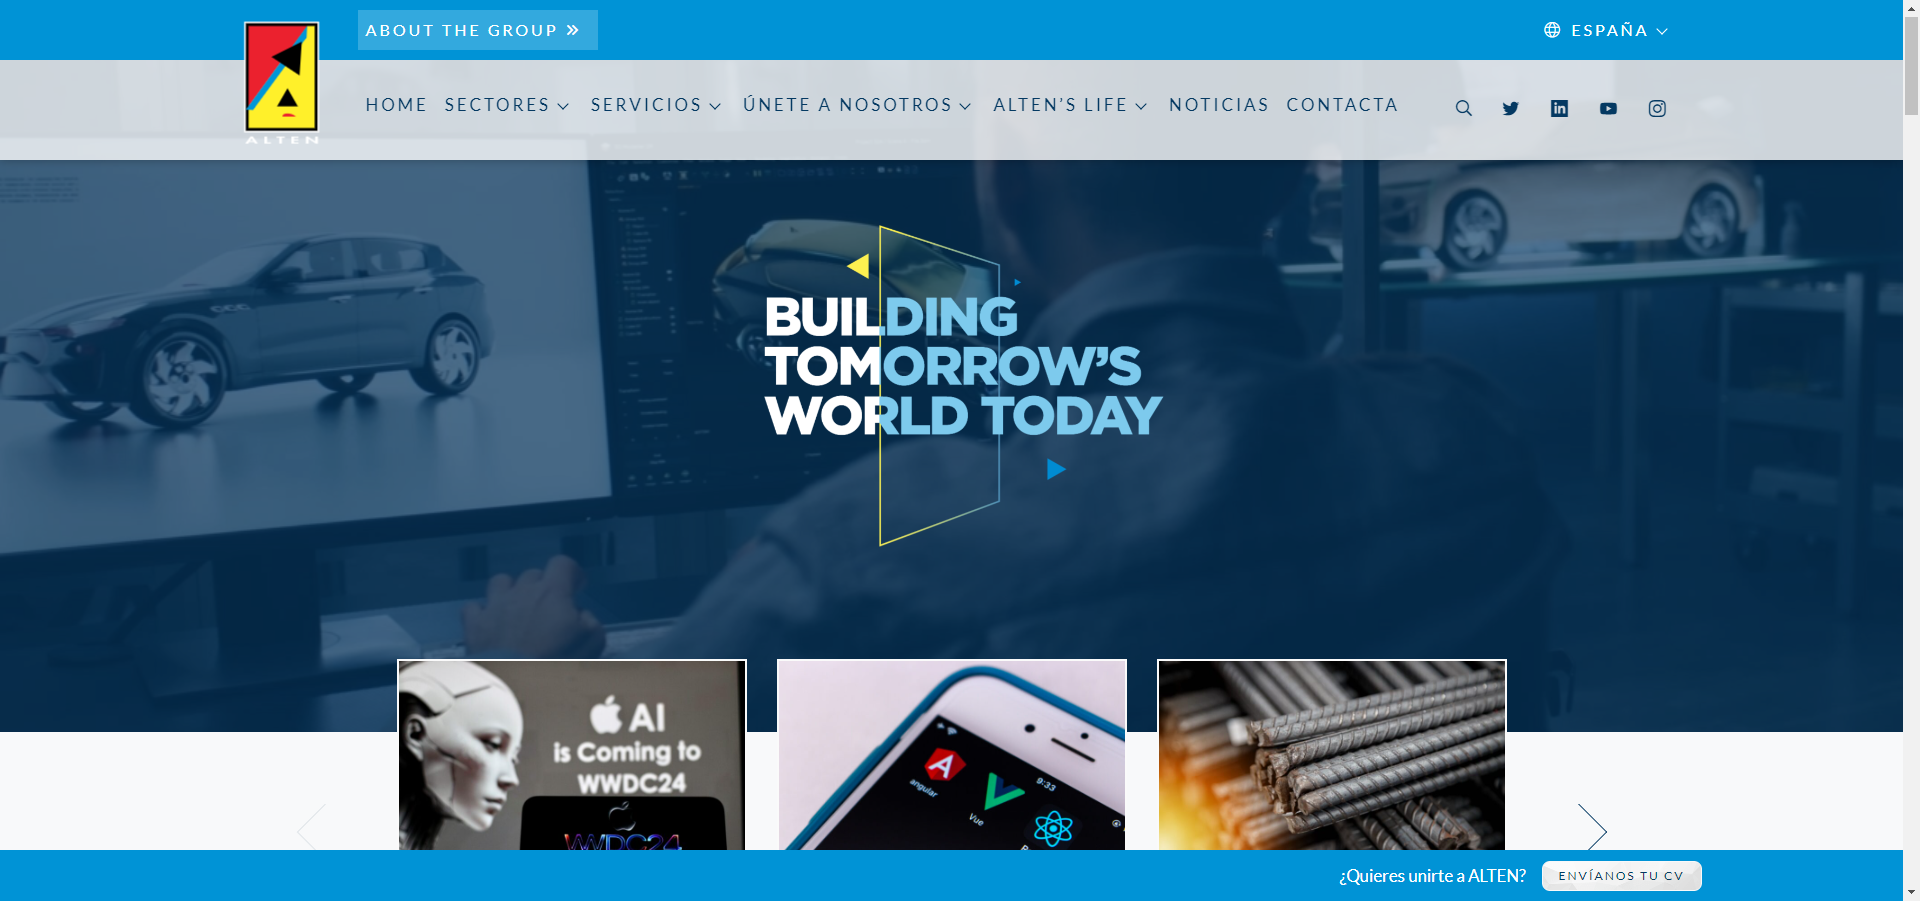 ABOUT THE GROUP »
ESPAÑA
ALTEN
HOME SECTORES SERVICIOS ÚNETE A NOSOTROS ALTEN'S LIFE NOTICIAS CONTACTA
BUILDING
TOMORROW'S
WORLD TODAY
AI
is Coming to
WWDC24
WWDC24
angular
Vue
9:33
¿Quieres unirte a ALTEN?
ENVÍANOS TU CV